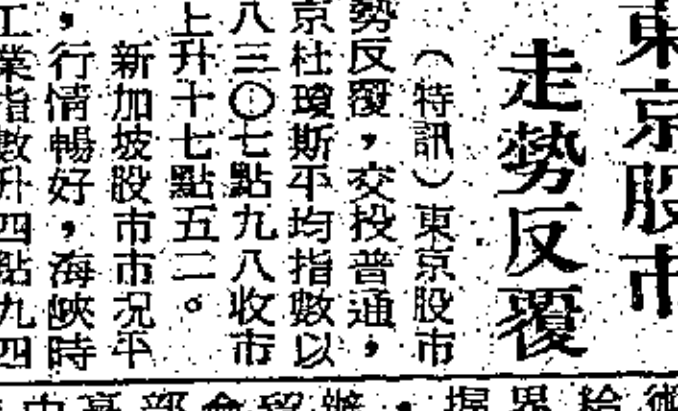 東京股市
走勢反覆
(特訊)東京股市
勢反覆,交投普通,
京杜瓊斯平均指數以
八三〇七點九八收市
上升十七點五二。
新加坡股市市況平
,行情暢好,海峽時
工業指數升四點九四